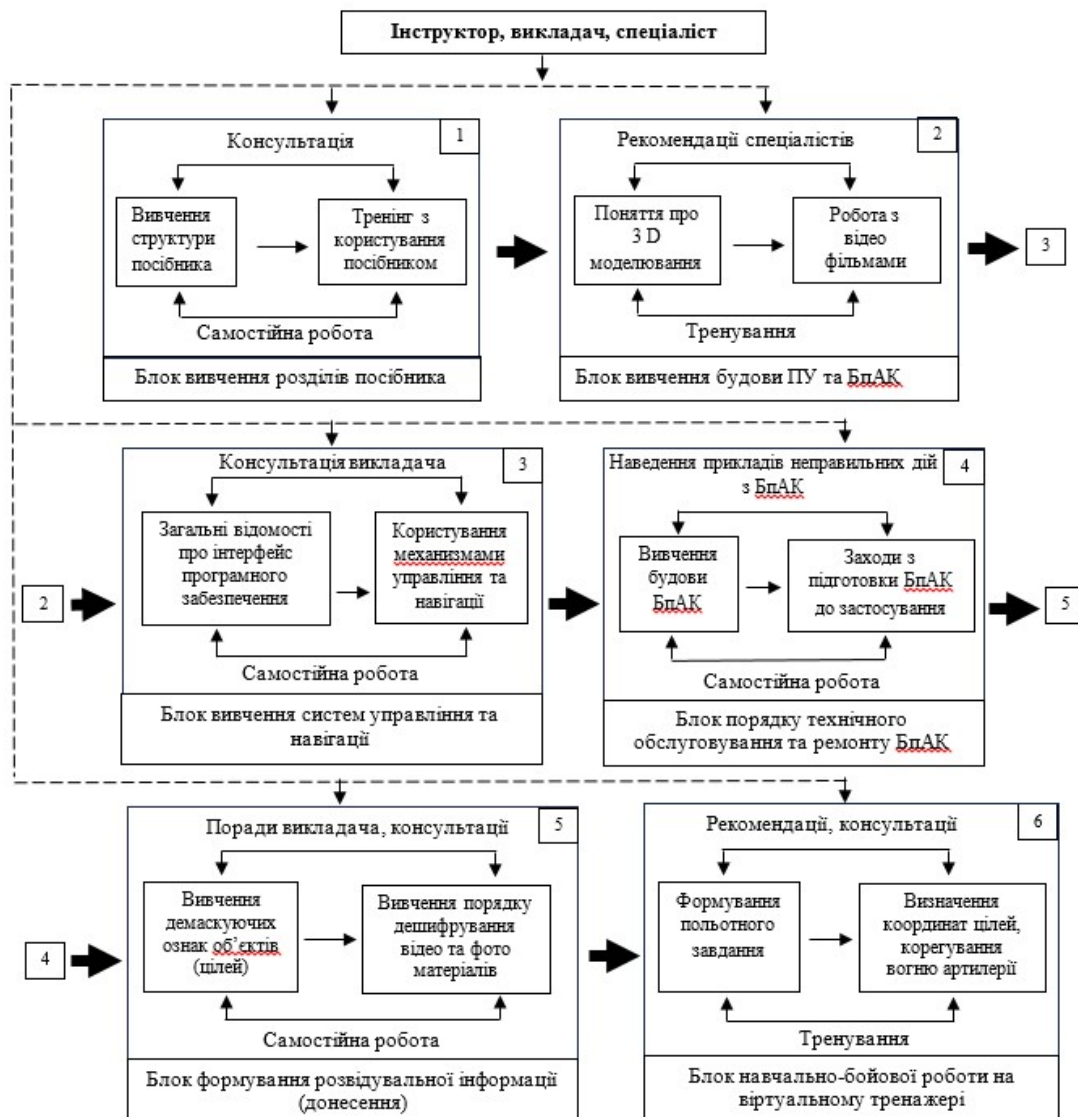 Інструктор, викладач, спеціаліст
Консультація
1
Вивчення
структури
посібника
Тренінг з
користування
посібником
Самостійна робота
Блок вивчення розділів посібника
Рекомендації спеціалістів
2
Поняття про
3 D
моделювання
Робота з
відео
фільмами
Тренування
Блок вивчення будови ПУ та БпАК
3
2
Консультація викладача
3
Загальні відомості
про інтерфейс
програмного
забезпечення
Користування
механизмами
управління та
навігації
Самостійна робота
Блок вивчення систем управління та
навігації
Наведення прикладів неправильних дій
з БпАК
4
Вивчення
будови
БпАК
Заходи з
підготовки БпАК
до застосування
Самостійна робота
Блок порядку технічного
обслуговування та ремонту БпАК
5
4
Поради викладача, консультації
5
Вивчення
демаскуючих
ознак об’єктів
(цілей)
Вивчення порядку
дешифрування
відео та фото
матеріалів
Самостійна робота
Блок формування розвідувальної інформації
(донесення)
Рекомендації, консультації
6
Формування
польотного
завдання
Визначення
координат цілей,
корегування
вогню артилерії
Тренування
Блок навчально-бойової роботи на
віртуальному тренажері